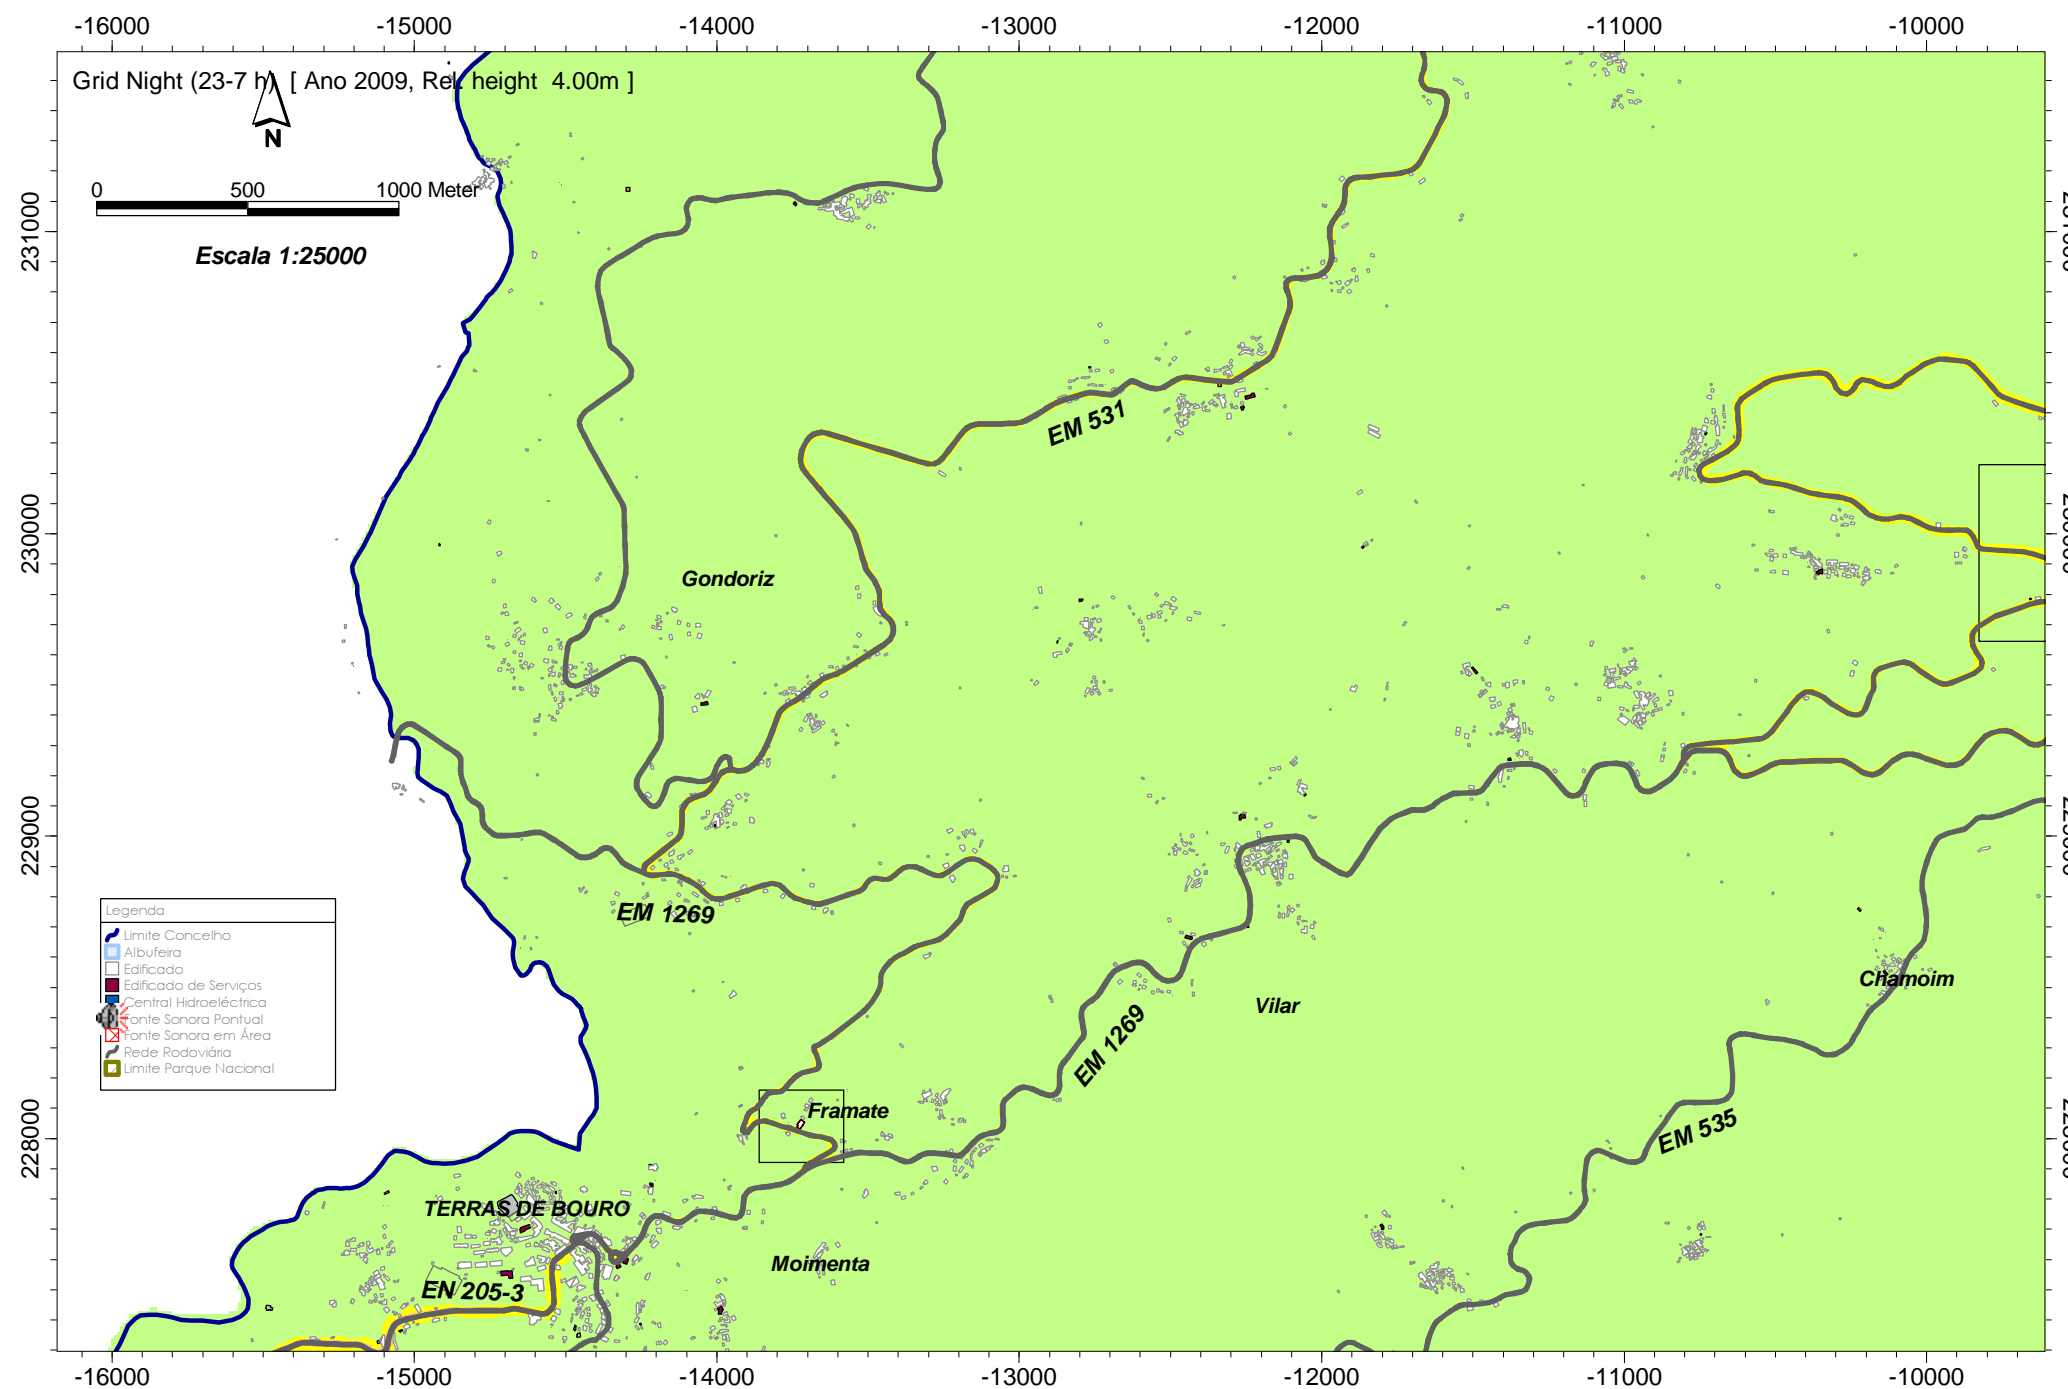 -16000 -15000 -14000 -13000 -12000 -11000 -10000
Grid Night (23-7 h) [ Ano 2009, Rel. height 4.00m ]
N
0 500 1000 Meter
Escala 1:25000
231000
231000
EM 531
230000
230000
Gondoriz
229000
229000
EM 1269
Legenda
Limite Concelho
Albufeira
Edificado
Edificado de Serviços
Central Hidroeléctrica
Fonte Sonora Pontual
Fonte Sonora em Área
Rede Rodoviária
Limite Parque Nacional
Chamoim
Vilar
EM 1269
228000
228000
Framate
EM 535
TERRAS DE BOURO
Moimenta
EN 205-3
-16000 -15000 -14000 -13000 -12000 -11000 -10000